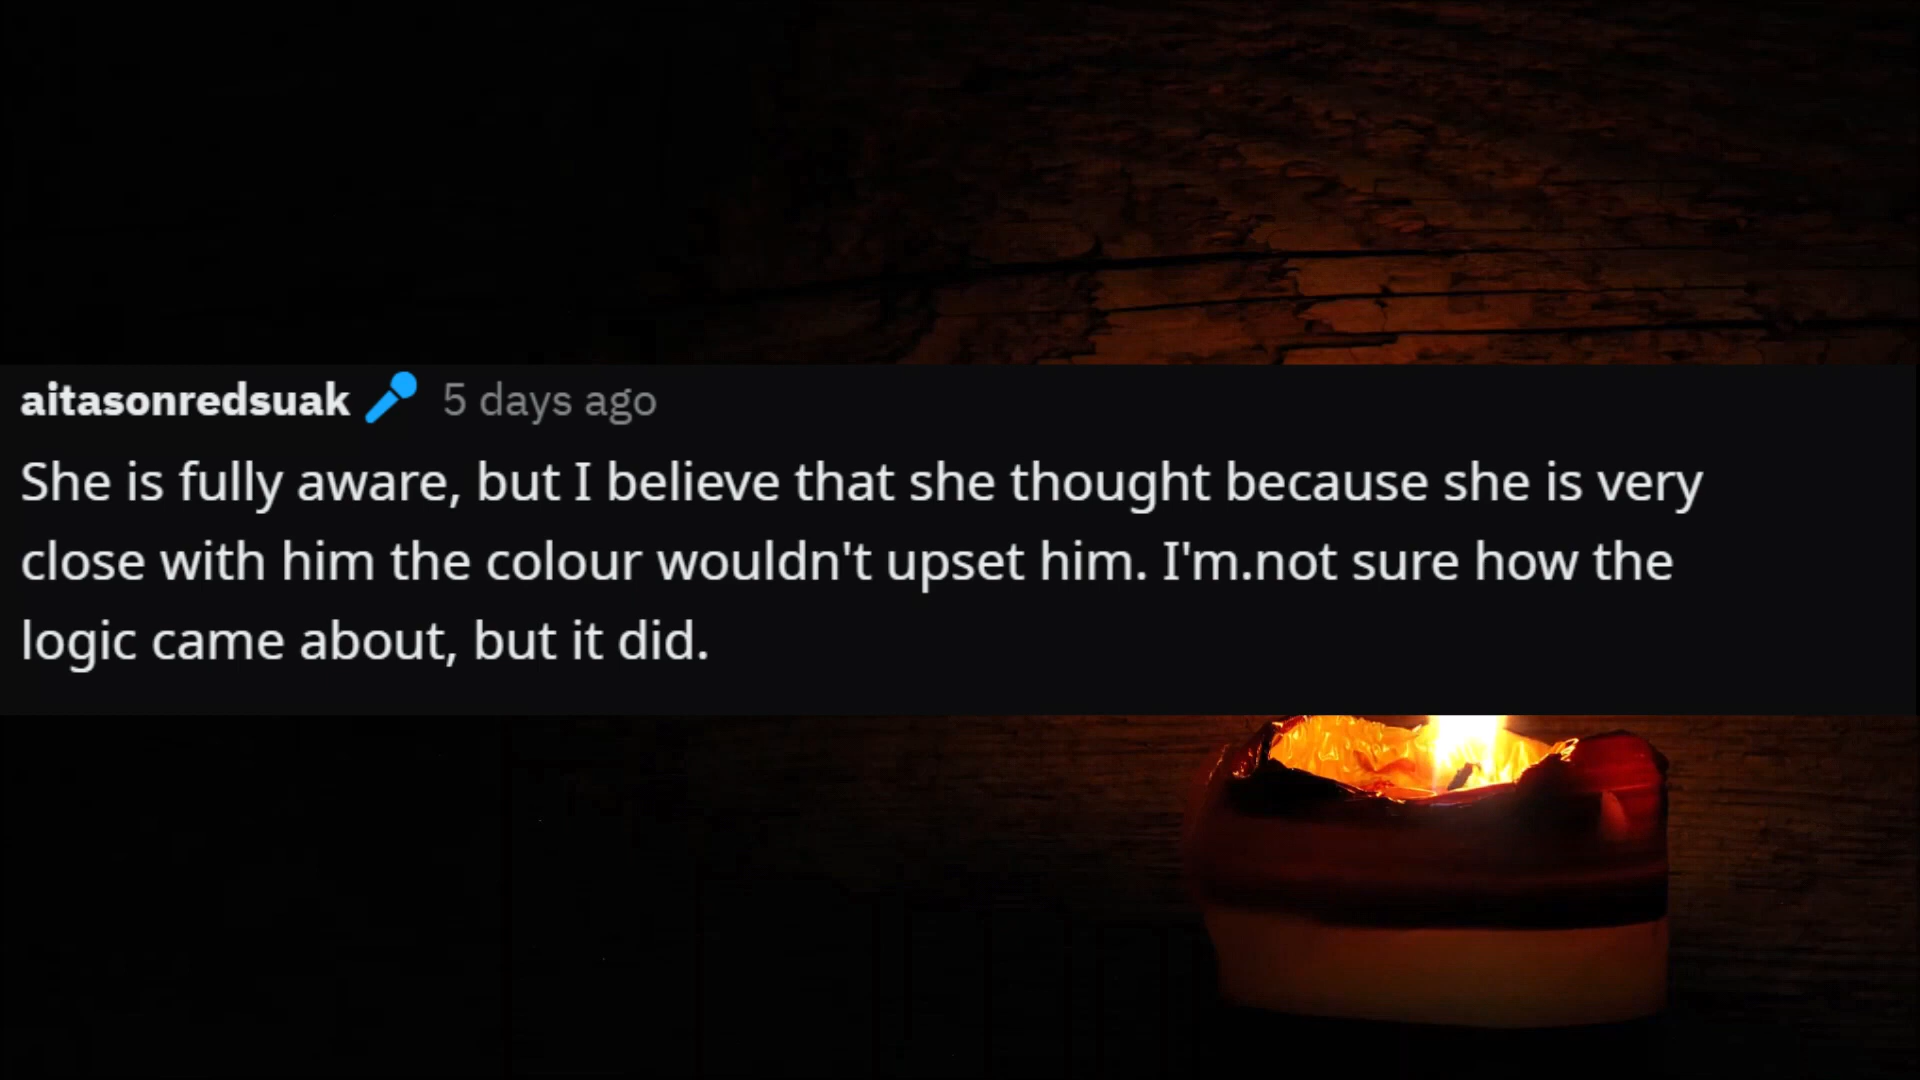 aitasonredsuak 5 days ago
She is fully aware, but I believe that she thought because she is very
close with him the colour wouldn't upset him. I'm.not sure how the
logic came about, but it did.